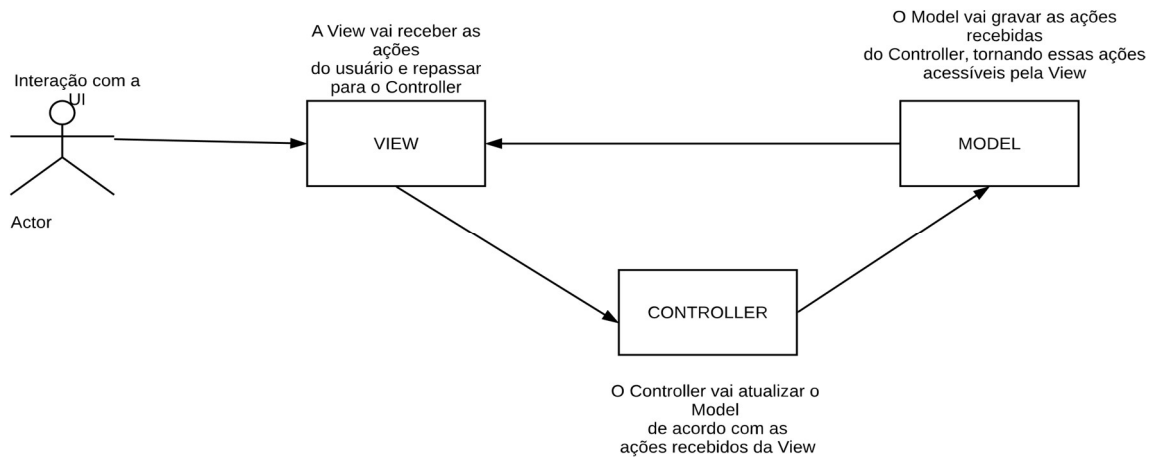 Interação com a
UI
Actor
A View vai receber as
ações
do usuário e repassar
para o Controller
VIEW
O Model vai gravar as ações
recebidas
do Controller, tornando essas ações
acessíveis pela View
MODEL
CONTROLLER
O Controller vai atualizar o
Model
de acordo com as
ações recebidos da View